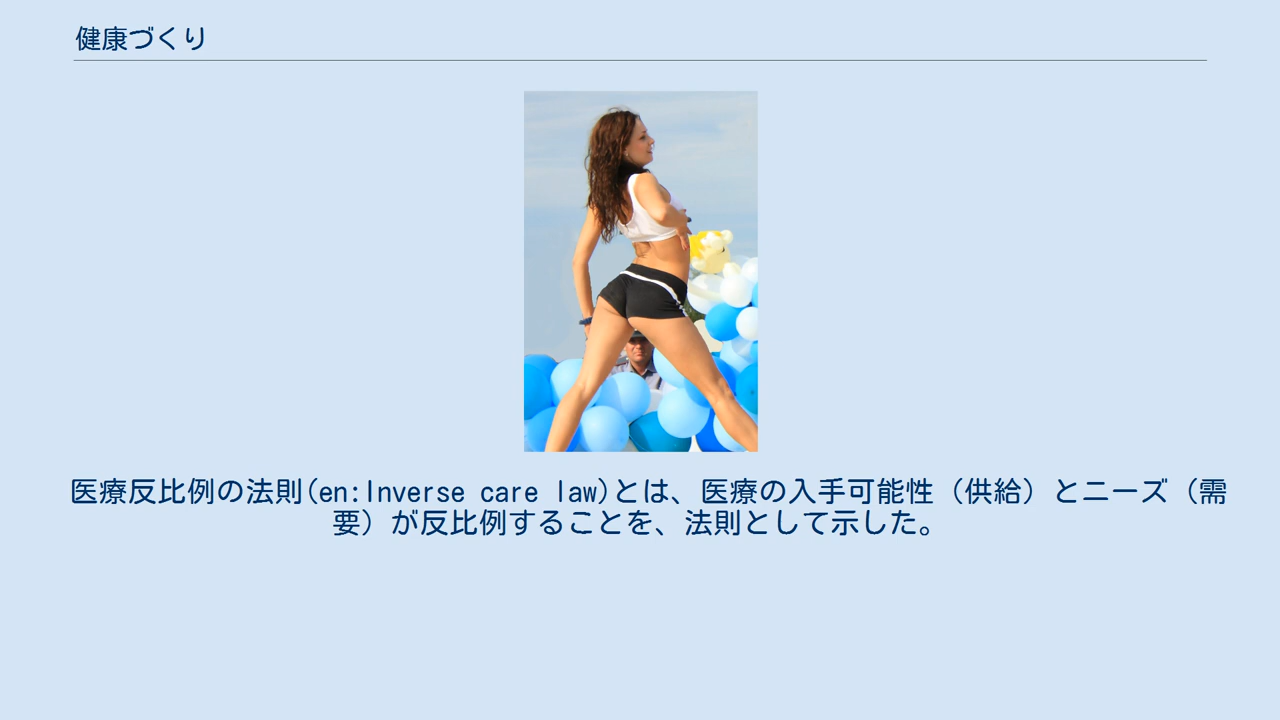 健康づくり
医療反比例の法則(en:Inverse care law)とは、医療の入手可能性（供給）とニーズ（需
要）が反比例することを、法則として示した。